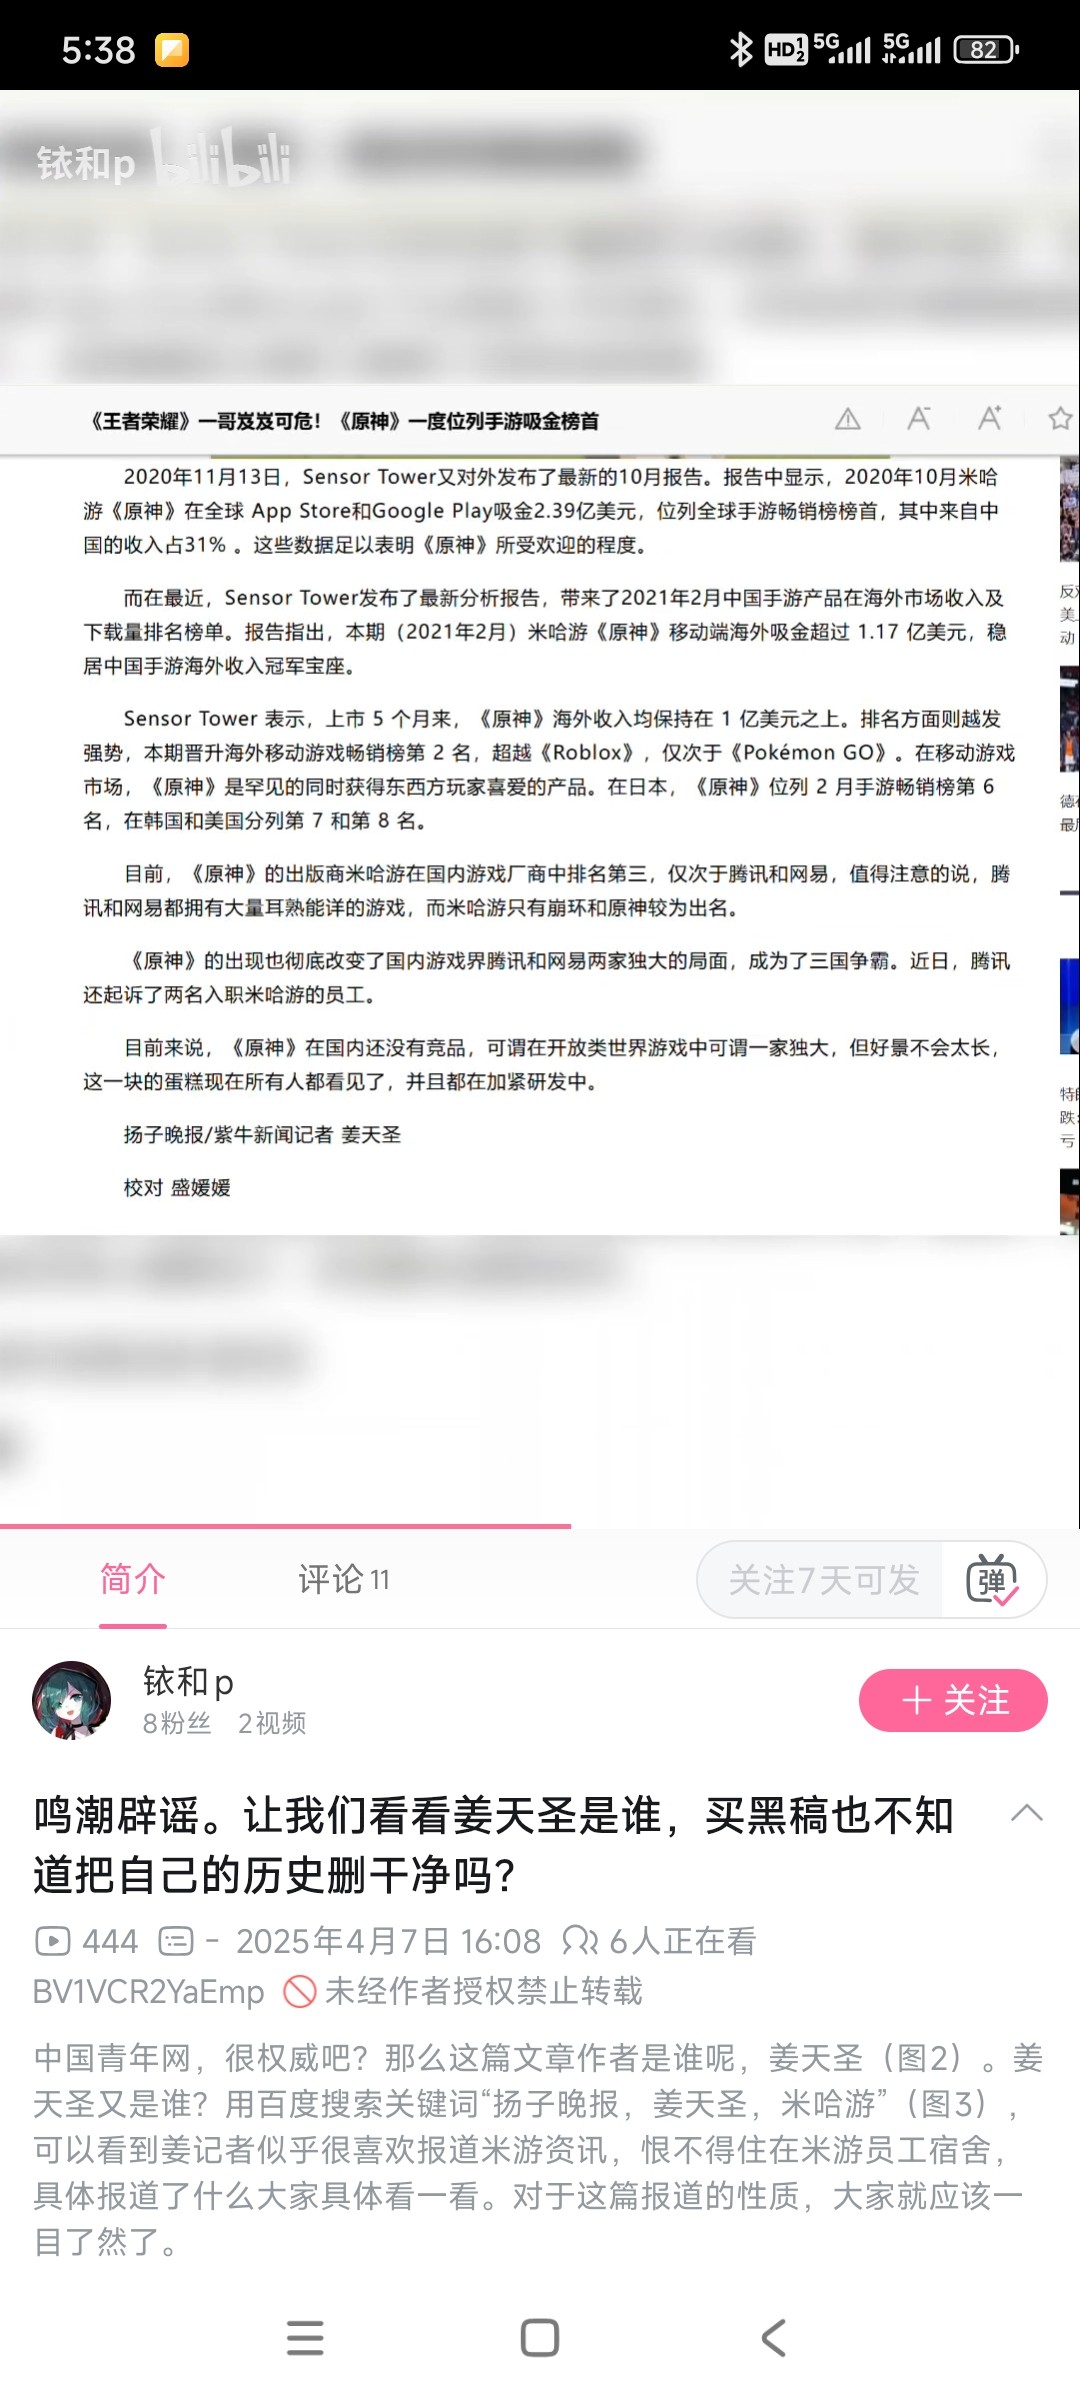 5:38
HD 1 2 5G 5G 82
铱和p bilibili
《王者荣耀》一哥岌岌可危！《原神》一度位列手游吸金榜首
A- A+
2020年11月13日，Sensor Tower又对外发布了最新的10月报告。报告中显示，2020年10月米哈
游《原神》在全球 App Store和Google Play吸金2.39亿美元，位列全球手游畅销榜榜首，其中来自中
国的收入占31% 。这些数据足以表明《原神》所受欢迎的程度。
而在最近，Sensor Tower发布了最新分析报告，带来了2021年2月中国手游产品在海外市场收入及
下载量排名榜单。报告指出，本期（2021年2月）米哈游《原神》移动端海外吸金超过 1.17 亿美元，稳
居中国手游海外收入冠军宝座。
Sensor Tower 表示，上市 5 个月来，《原神》海外收入均保持在 1 亿美元之上。排名方面则越发
强势，本期晋升海外移动游戏畅销榜第 2 名，超越《Roblox》，仅次于《Pokémon GO》。在移动游戏
市场，《原神》是罕见的同时获得东西方玩家喜爱的产品。在日本，《原神》位列 2 月手游畅销榜第 6
名，在韩国和美国分列第 7 和第 8 名。
目前，《原神》的出版商米哈游在国内游戏厂商中排名第三，仅次于腾讯和网易，值得注意的说，腾
讯和网易都拥有大量耳熟能详的游戏，而米哈游只有崩环和原神较为出名。
《原神》的出现也彻底改变了国内游戏界腾讯和网易两家独大的局面，成为了三国争霸。近日，腾讯
还起诉了两名入职米哈游的员工。
目前来说，《原神》在国内还没有竞品，可谓在开放类世界游戏中可谓一家独大，但好景不会太长，
这一块的蛋糕现在所有人都看见了，并且都在加紧研发中。
扬子晚报/紫牛新闻记者 姜天圣
校对 盛媛媛
美
动
简介
评论 11
关注7天可发
弹
铱和p
8粉丝 2视频
＋ 关注
鸣潮辟谣。让我们看看姜天圣是谁，买黑稿也不知
道把自己的历史删干净吗？
444 - 2025年4月7日 16:08 6人正在看
BV1VCR2YaEmp 未经作者授权禁止转载
中国青年网，很权威吧？那么这篇文章作者是谁呢，姜天圣（图2）。姜
天圣又是谁？用百度搜索关键词“扬子晚报，姜天圣，米哈游”（图3），
可以看到姜记者似乎很喜欢报道米游资讯，恨不得住在米游员工宿舍，
具体报道了什么大家具体看一看。对于这篇报道的性质，大家就应该一
目了然了。